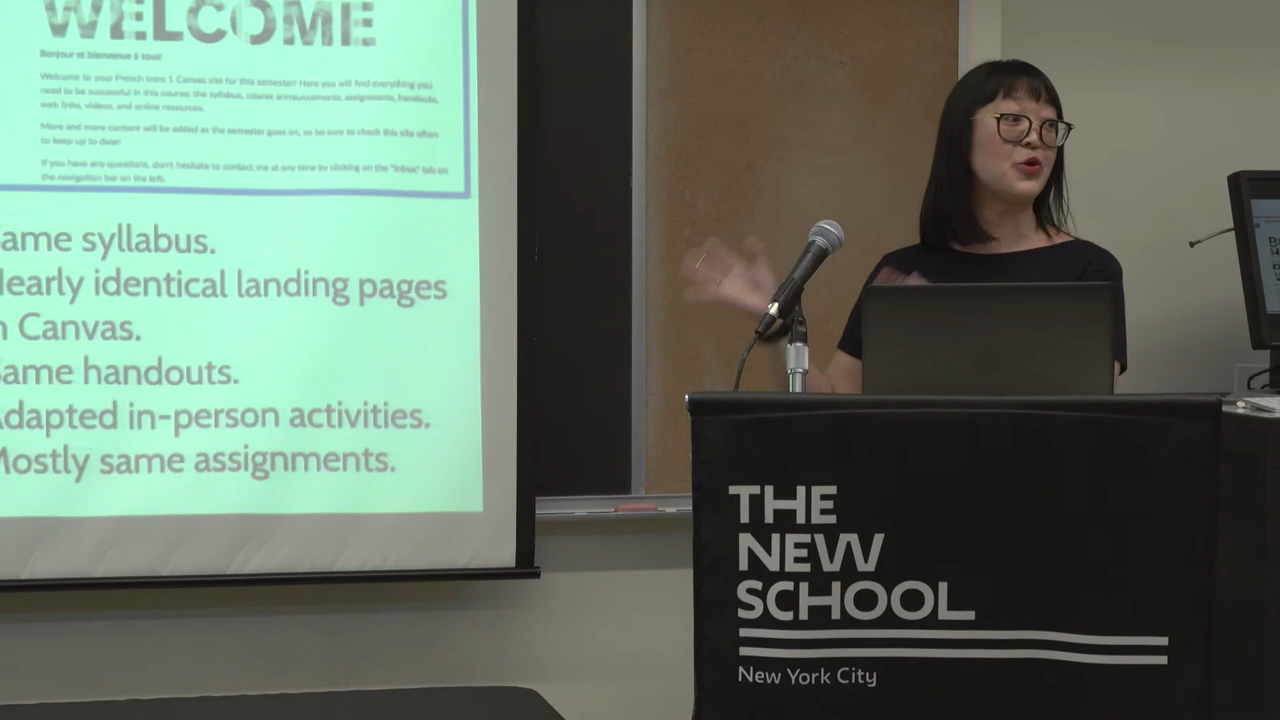 WELCOME
Bonjour et bienvenue à tous!
Welcome to your French Intro 1 Canvas site for this semester! Here you will find everything you
need to be successful in this course: the syllabus, course announcements, assignments, handouts,
web links, videos, and online resources.
More and more content will be added as the semester goes on, so be sure to check this site often
to keep up to date!
If you have any questions, don't hesitate to contact me at any time by clicking on the "Inbox" tab on
the navigation bar on the left.
ame syllabus.
early identical landing pages
n Canvas.
ame handouts.
dapted in-person activities.
ostly same assignments.
THE
NEW
SCHOOL
New York City